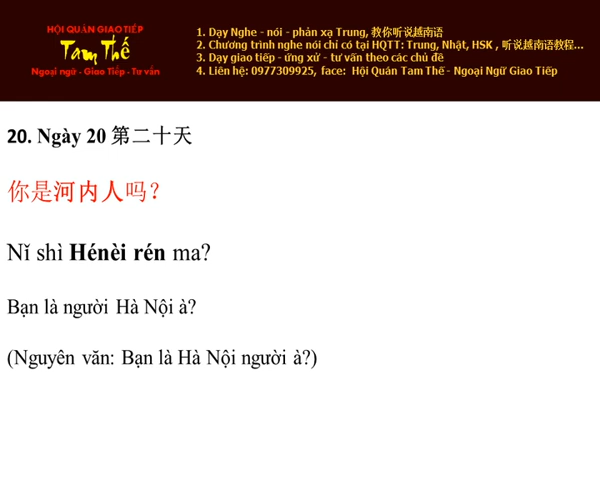 HỘI QUÁN GIAO TIẾP
Tam Thế
Ngoại ngữ - Giao Tiếp - Tư vấn
1. Dạy Nghe - nói - phản xạ Trung, 教你听说越南语
2. Chương trình nghe nói chỉ có tại HQTT: Trung, Nhật, HSK , 听说越南语教程...
3. Dạy giao tiếp - ứng xử - tư vấn theo các chủ đề
4. Liên hệ: 0977309925, face: Hội Quán Tam Thế - Ngoại Ngữ Giao Tiếp
20. Ngày 20 第二十天
你是河内人吗?
Nǐ shì Hénèi rén ma?
Bạn là người Hà Nội à?
(Nguyên văn: Bạn là Hà Nội người à?)